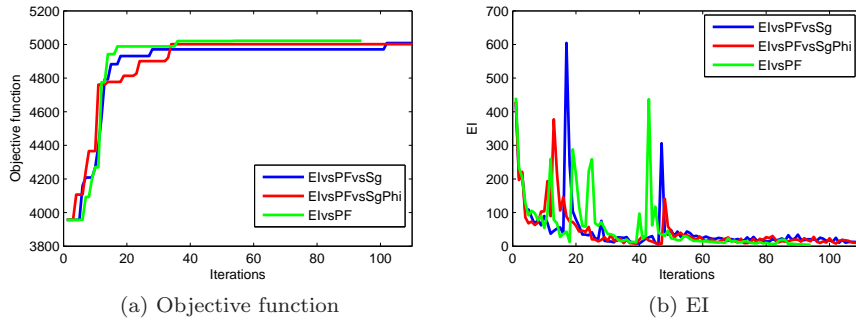 5200
5000
4800
4600
4400
4200
4000
3800
Objective function
0 20 40 60 80 100
Iterations
EIvsPFvsSg
EIvsPFvsSgPhi
EIvsPF
(a) Objective function
700
600
500
400
300
200
100
0
EI
0 20 40 60 80 100
Iterations
EIvsPFvsSg
EIvsPFvsSgPhi
EIvsPF
(b) EI